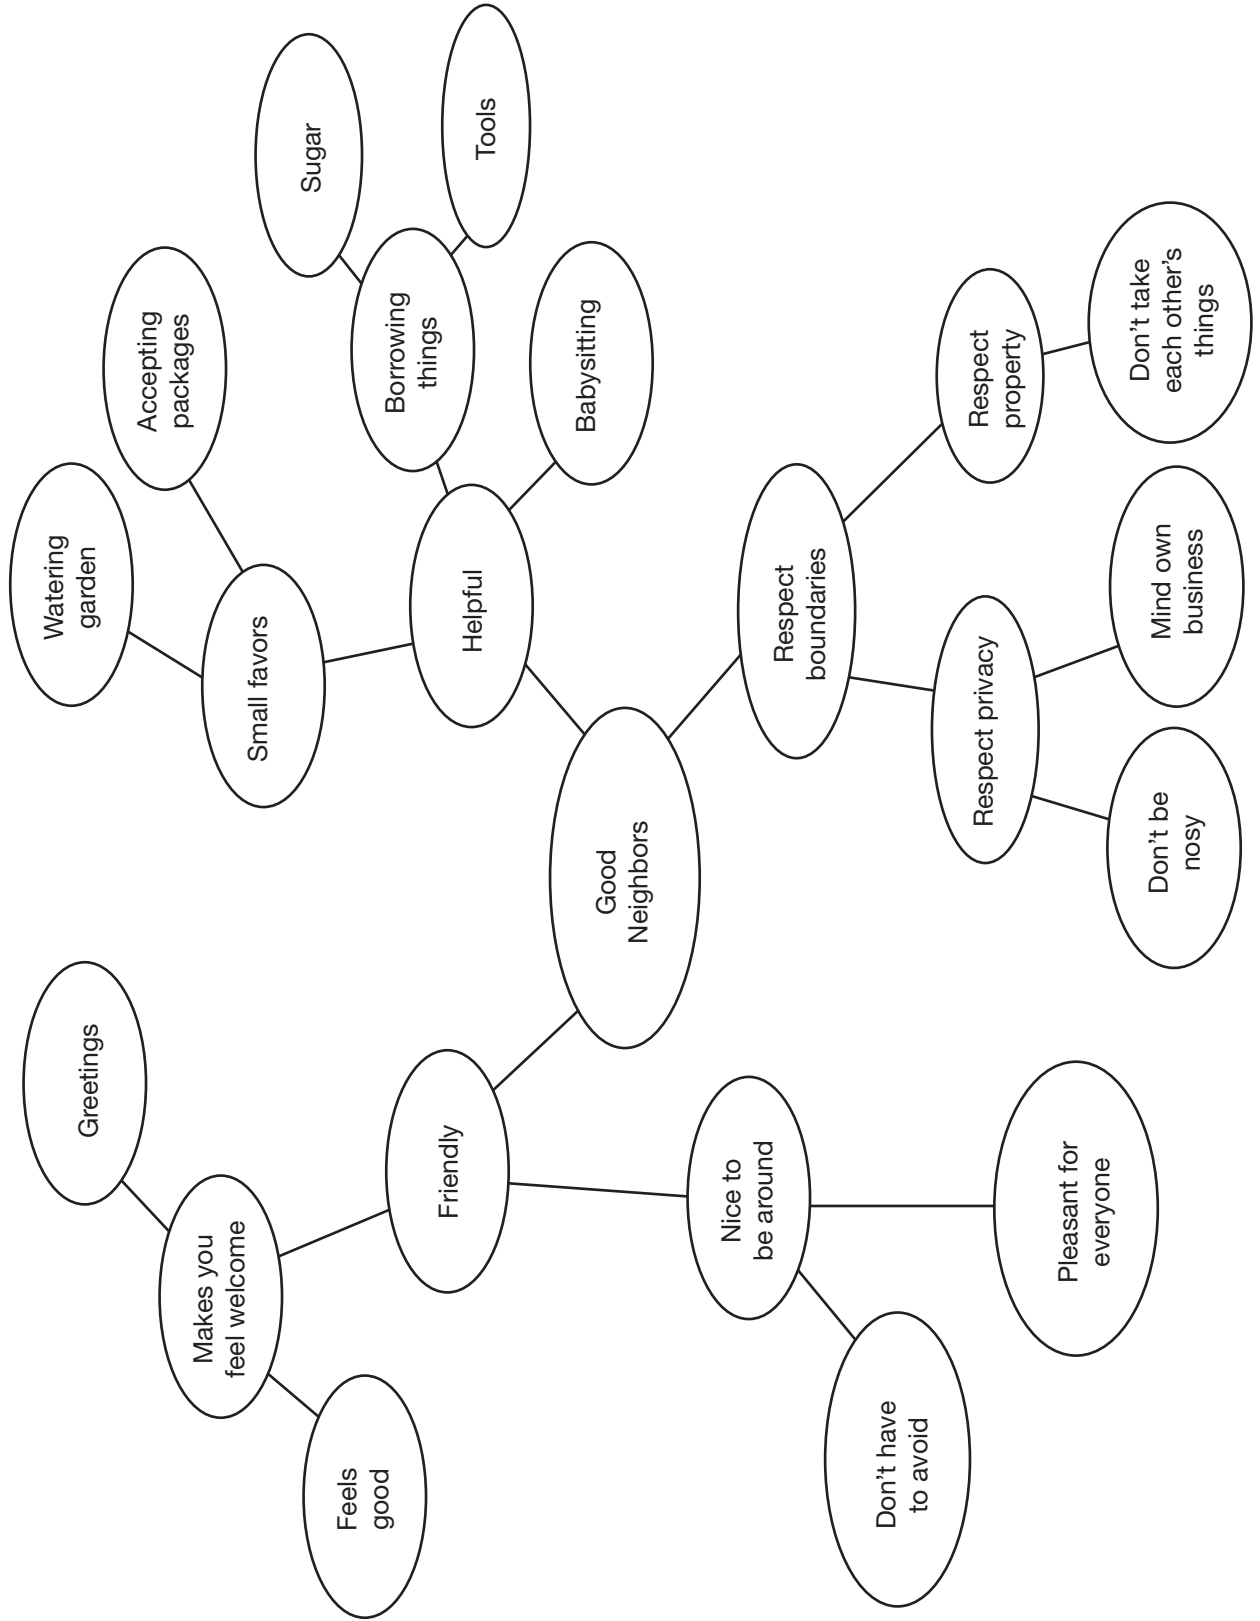 Feels
good
Makes you
feel welcome
Greetings
Friendly
Don't have
to avoid
Nice to
be around
Pleasant for
everyone
Good
Neighbors
Watering
garden
Small favors
Accepting
packages
Helpful
Borrowing
things
Sugar
Tools
Babysitting
Respect
boundaries
Respect privacy
Don't be
nosy
Mind own
business
Respect
property
Don't take
each other's
things